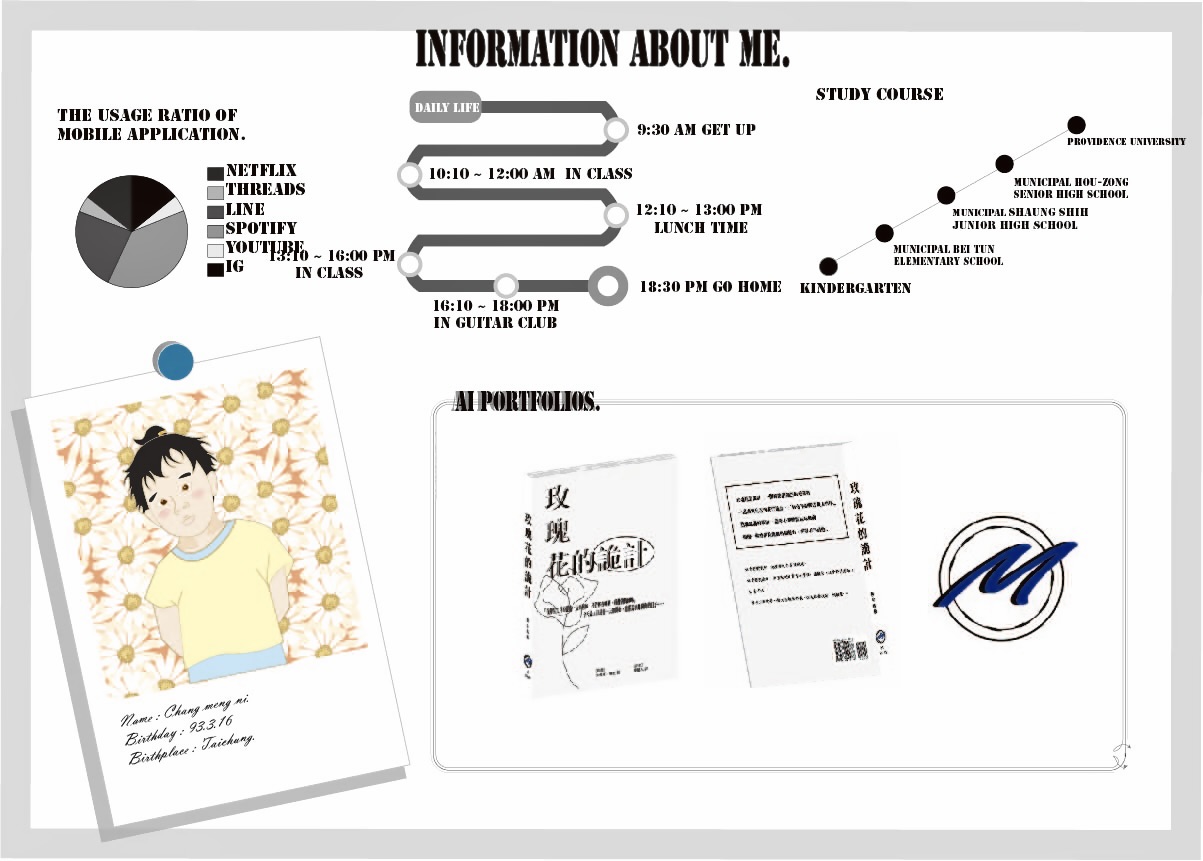 INFORMATION ABOUT ME.
THE USAGE RATIO OF
MOBILE APPLICATION.
NETFLIX
THREADS
LINE
SPOTIFY
YOUTUBE
IG
DAILY LIFE
9:30 AM GET UP
10:10 ~ 12:00 AM IN CLASS
12:10 ~ 13:00 PM
LUNCH TIME
13:10 ~ 16:00 PM
IN CLASS
16:10 ~ 18:00 PM
IN GUITAR CLUB
18:30 PM GO HOME
STUDY COURSE
PROVIDENCE UNIVERSITY
MUNICIPAL HOU-ZONG
SENIOR HIGH SCHOOL
MUNICIPAL SHAUNG SHIH
JUNIOR HIGH SCHOOL
MUNICIPAL BEI TUN
ELEMENTARY SCHOOL
KINDERGARTEN
Name : Chang meng ni.
Birthday : 93.3.16
Birthplace : Taichung.
AI PORTFOLIOS.
玫
瑰
花的詭計
玫瑰花的詭計
玫瑰花的詭計
M